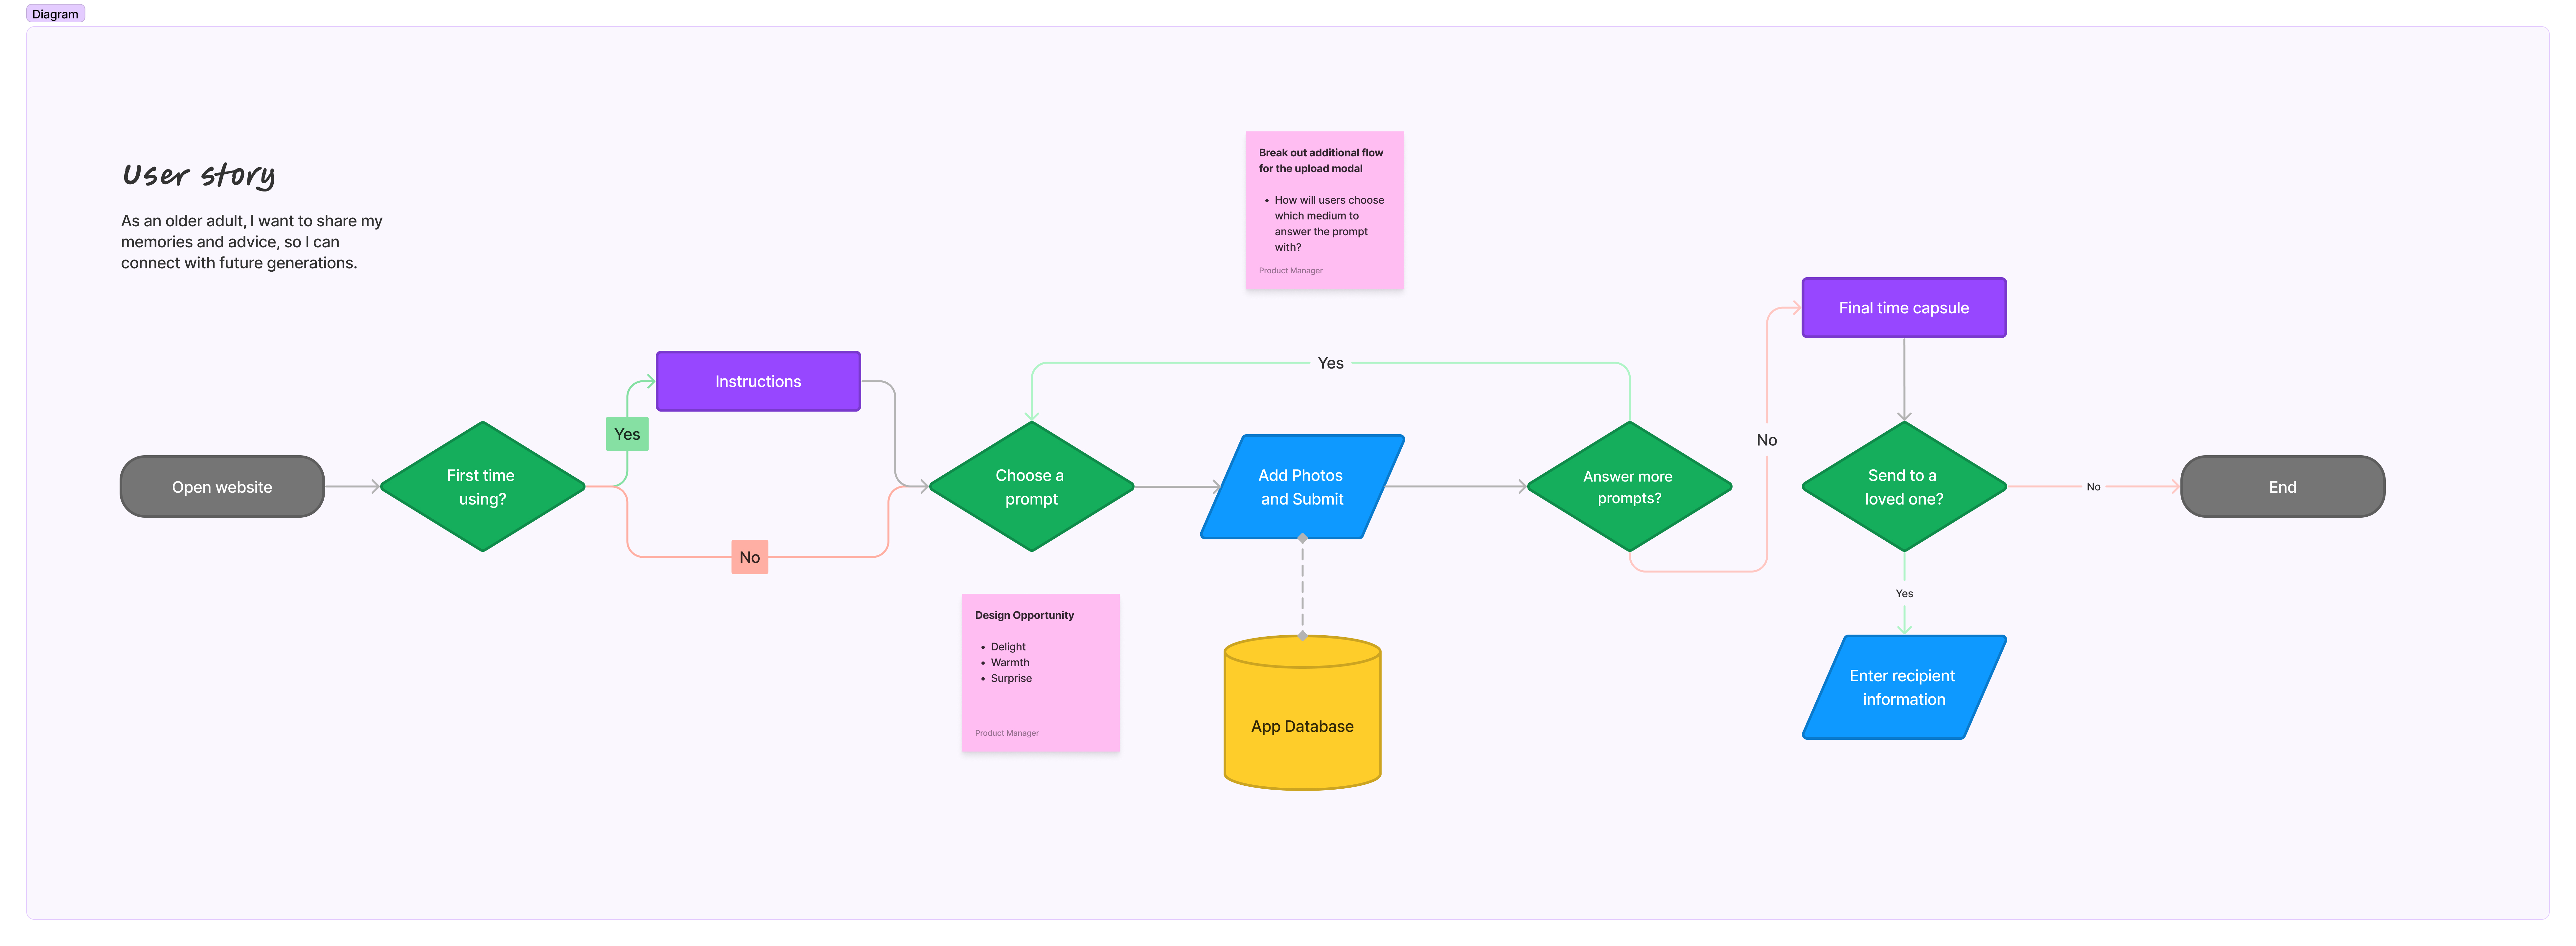 Diagram
User story
As an older adult, I want to share my
memories and advice, so I can
connect with future generations.
Break out additional flow
for the upload modal
• How will users choose
which medium to
answer the prompt
with?
Product Manager
Open website
First time
using?
Yes
Instructions
No
Choose a
prompt
Yes
Add Photos
and Submit
Answer more
prompts?
No
Final time capsule
Send to a
loved one?
No
End
Yes
Enter recipient
information
Design Opportunity
• Delight
• Warmth
• Surprise
Product Manager
App Database